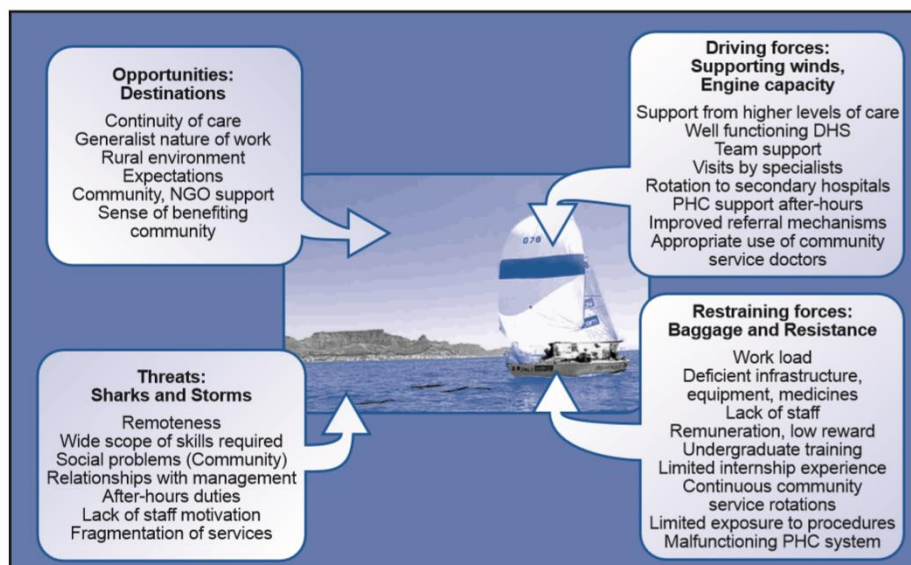 Opportunities:
Destinations
Continuity of care
Generalist nature of work
Rural environment
Expectations
Community, NGO support
Sense of benefiting
community
Driving forces:
Supporting winds,
Engine capacity
Support from higher levels of care
Well functioning DHS
Team support
Visits by specialists
Rotation to secondary hospitals
PHC support after-hours
Improved referral mechanisms
Appropriate use of community
service doctors
076
Threats:
Sharks and Storms
Remoteness
Wide scope of skills required
Social problems (Community)
Relationships with management
After-hours duties
Lack of staff motivation
Fragmentation of services
Restraining forces:
Baggage and Resistance
Work load
Deficient infrastructure,
equipment, medicines
Lack of staff
Remuneration, low reward
Undergraduate training
Limited internship experience
Continuous community
service rotations
Limited exposure to procedures
Malfunctioning PHC system